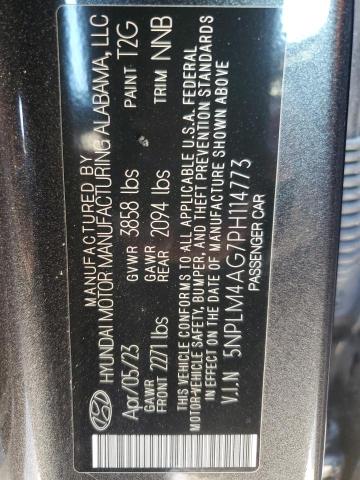 MANUFACTURED BY
HYUNDAI MOTOR MANUFACTURING ALABAMA, LLC
Apr/05/23 GVWR 3858 lbs PAINT T2G
GAWR FRONT 2271 lbs GAWR REAR 2094 lbs TRIM NNB
THIS VEHICLE CONFORMS TO ALL APPLICABLE U.S.A. FEDERAL
MOTOR VEHICLE SAFETY, BUMPER, AND THEFT PREVENTION STANDARDS
IN EFFECT ON THE DATE OF MANUFACTURE SHOWN ABOVE
V.I.N 5NPLM4AG7PH114773
PASSENGER CAR